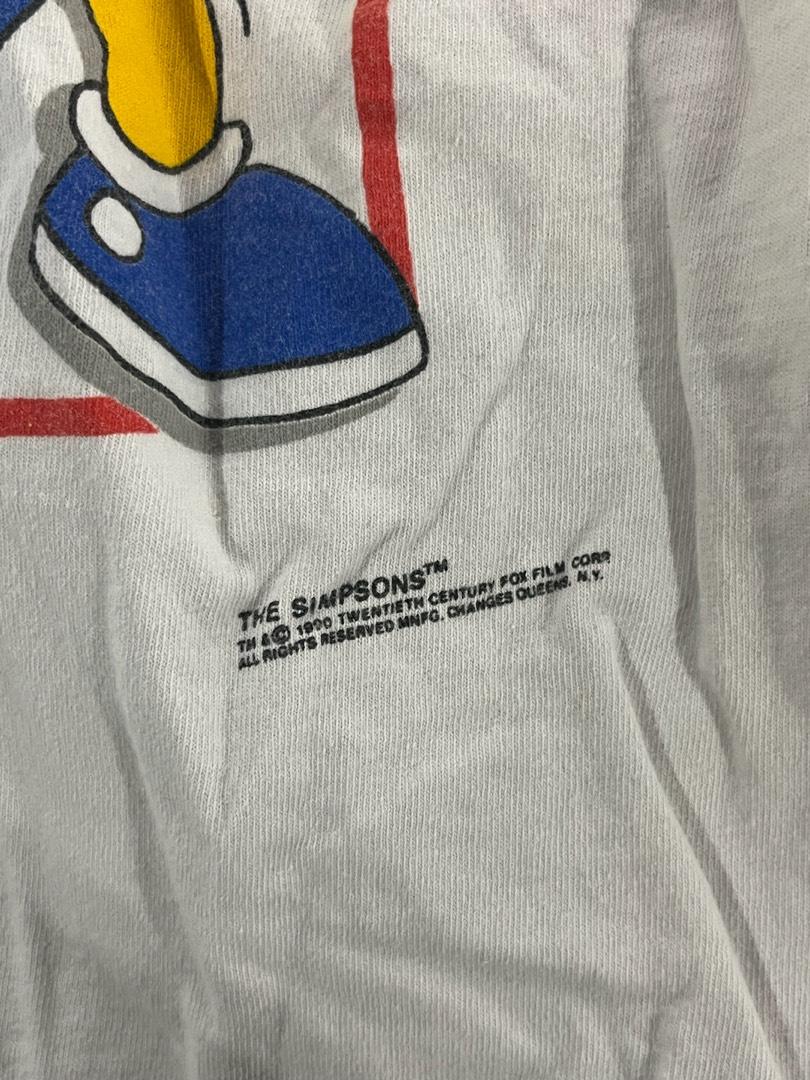 THE SIMPSONS™
TM & © 1990 TWENTIETH CENTURY FOX FILM CORP
ALL RIGHTS RESERVED MNFG. CHANGES QUEENS, N.Y.